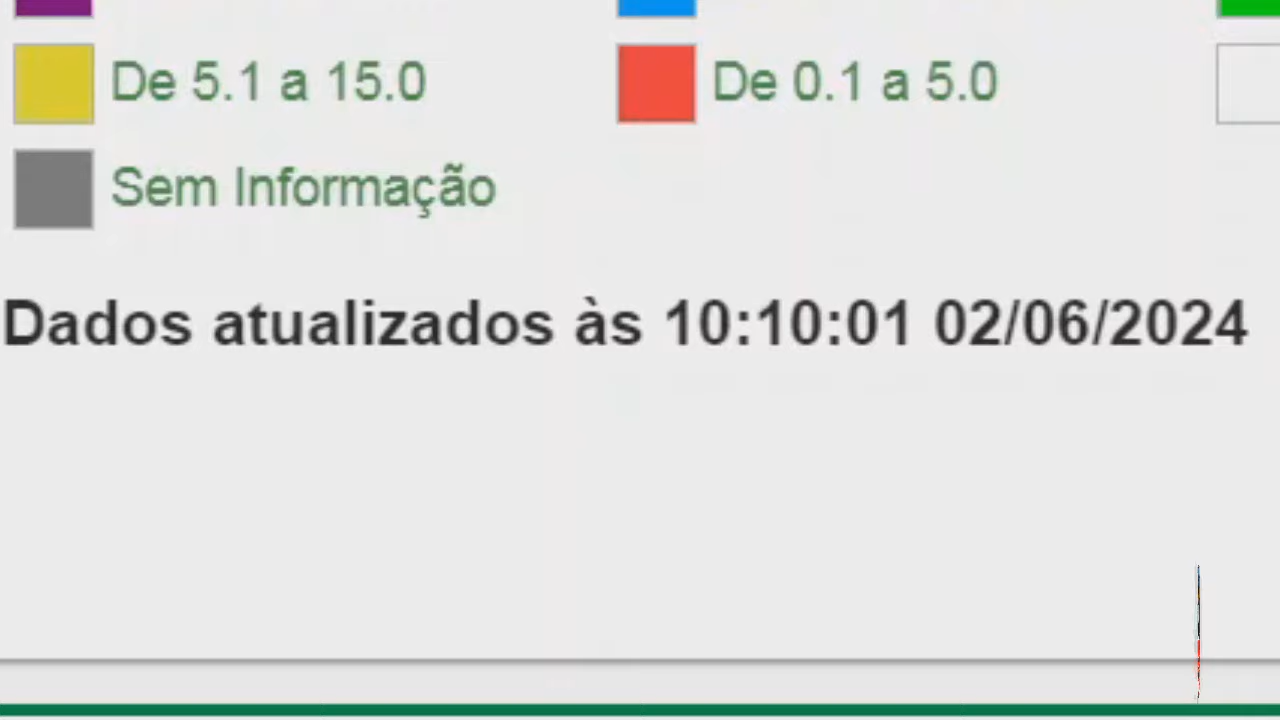 De 5.1 a 15.0 De 0.1 a 5.0
Sem Informação
Dados atualizados às 10:10:01 02/06/2024